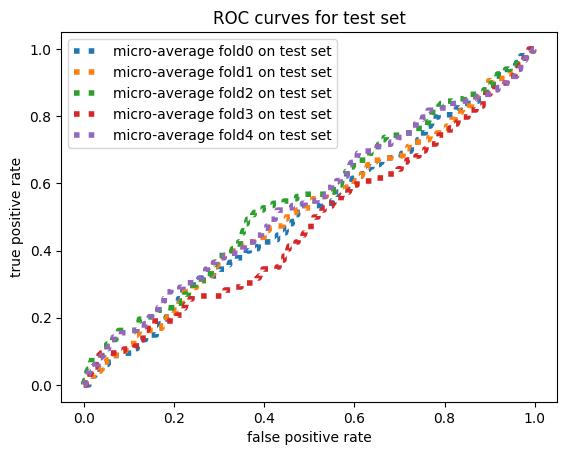 ROC curves for test set
micro-average fold0 on test set
micro-average fold1 on test set
micro-average fold2 on test set
micro-average fold3 on test set
micro-average fold4 on test set
true positive rate
1.0
0.8
0.6
0.4
0.2
0.0
0.0 0.2 0.4 0.6 0.8 1.0
false positive rate